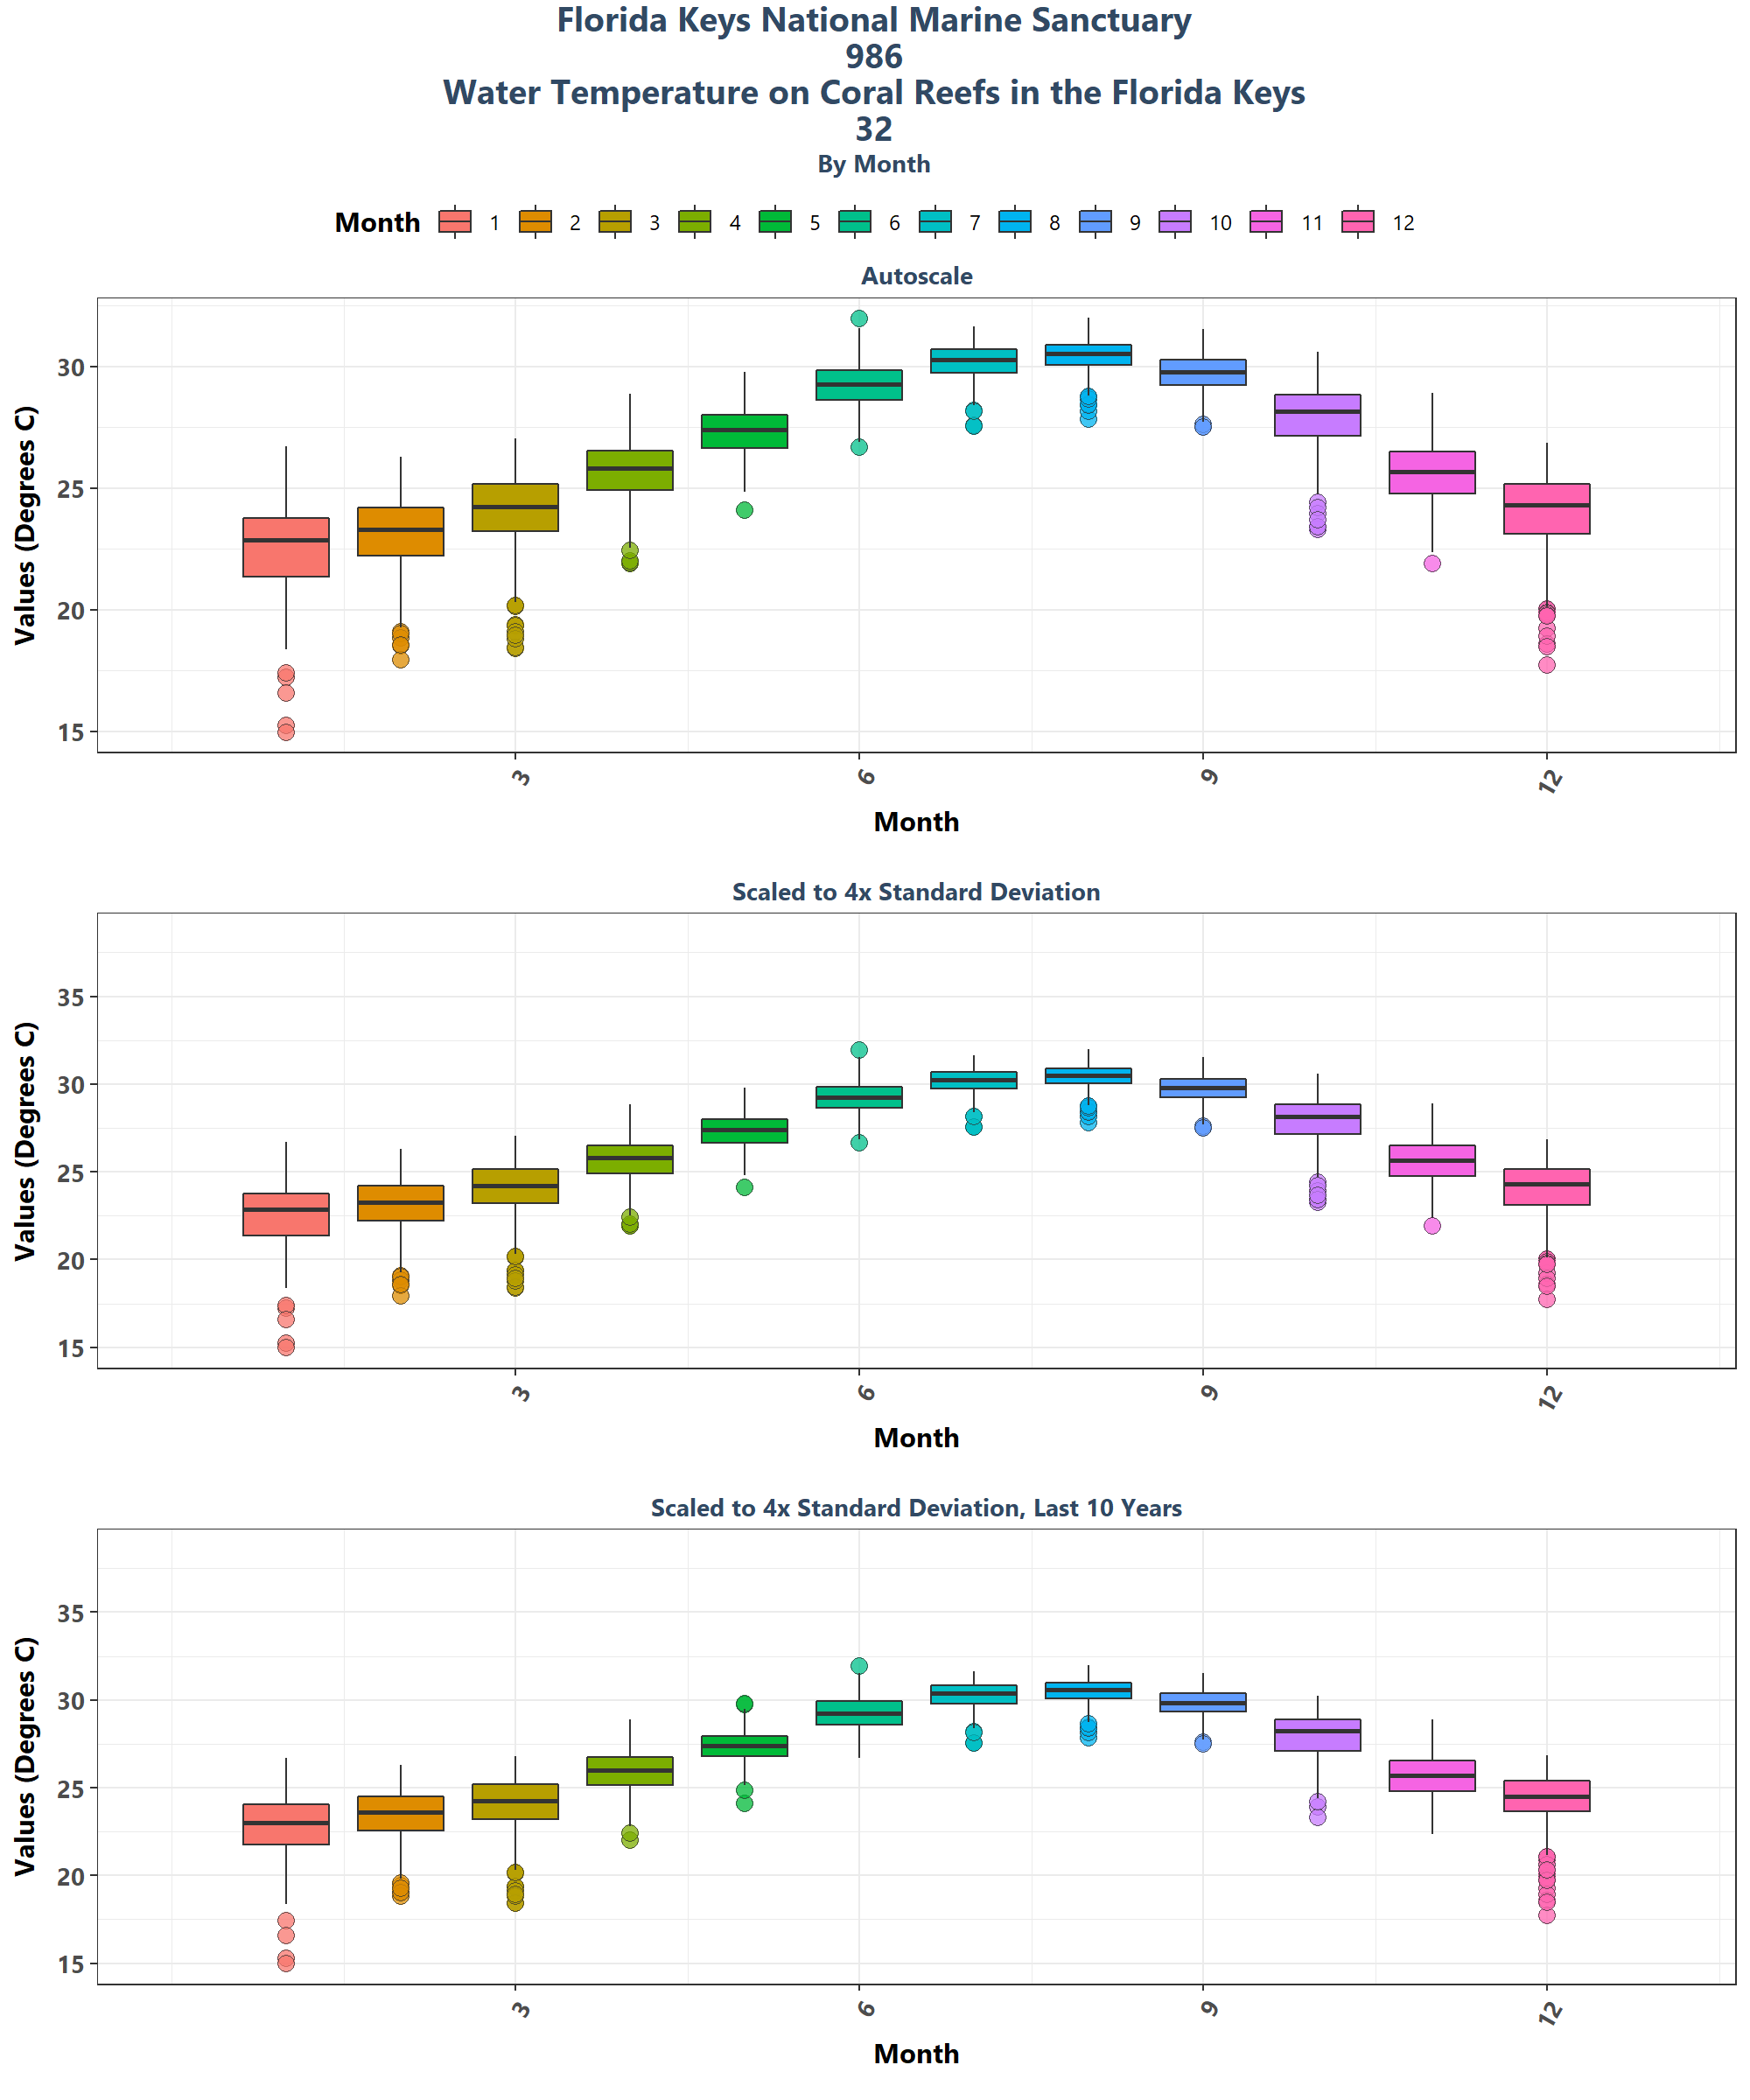 Florida Keys National Marine Sanctuary
986
Water Temperature on Coral Reefs in the Florida Keys
32
By Month
Month 1 2 3 4 5 6 7 8 9 10 11 12
Autoscale
Values (Degrees C)
30
25
20
15
3 6 9 12
Month
Scaled to 4x Standard Deviation
Values (Degrees C)
35
30
25
20
15
3 6 9 12
Month
Scaled to 4x Standard Deviation, Last 10 Years
Values (Degrees C)
35
30
25
20
15
3 6 9 12
Month